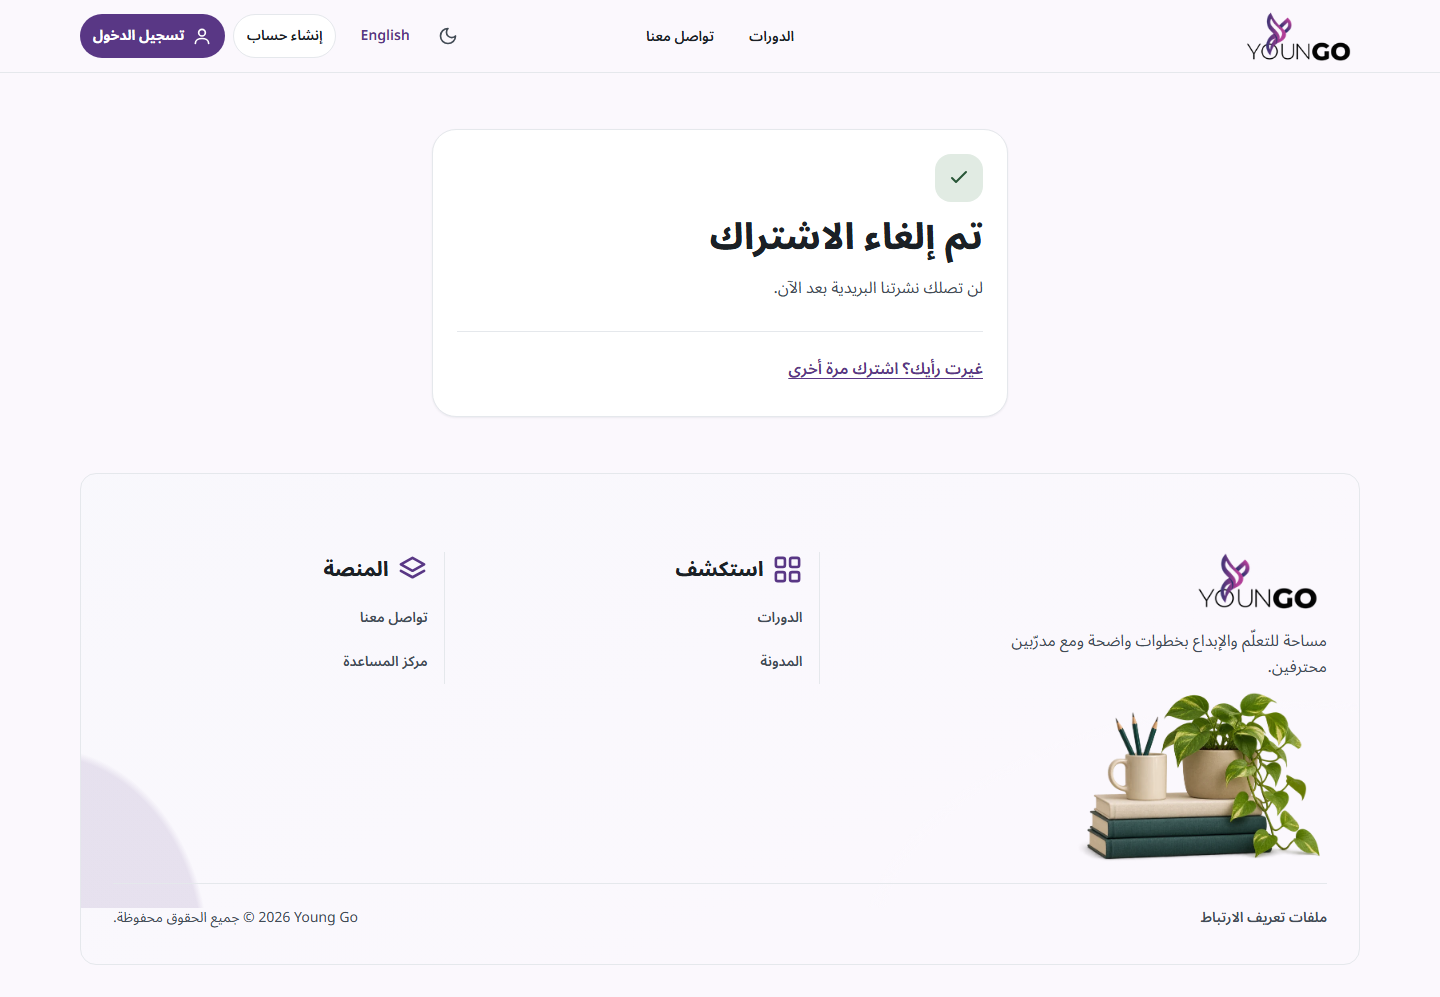 YOUNGO
الدورات
تواصل معنا
English
إنشاء حساب
تسجيل الدخول
تم إلغاء الاشتراك
لن تصلك نشرتنا البريدية بعد الآن.
غيرت رأيك؟ اشترك مرة أخرى
YOUNGO
مساحة للتعلّم والإبداع بخطوات واضحة ومع مدرّبين
محترفين.
استكشف
الدورات
المدونة
المنصة
تواصل معنا
مركز المساعدة
ملفات تعريف الارتباط
© 2026 Young Go جميع الحقوق محفوظة.